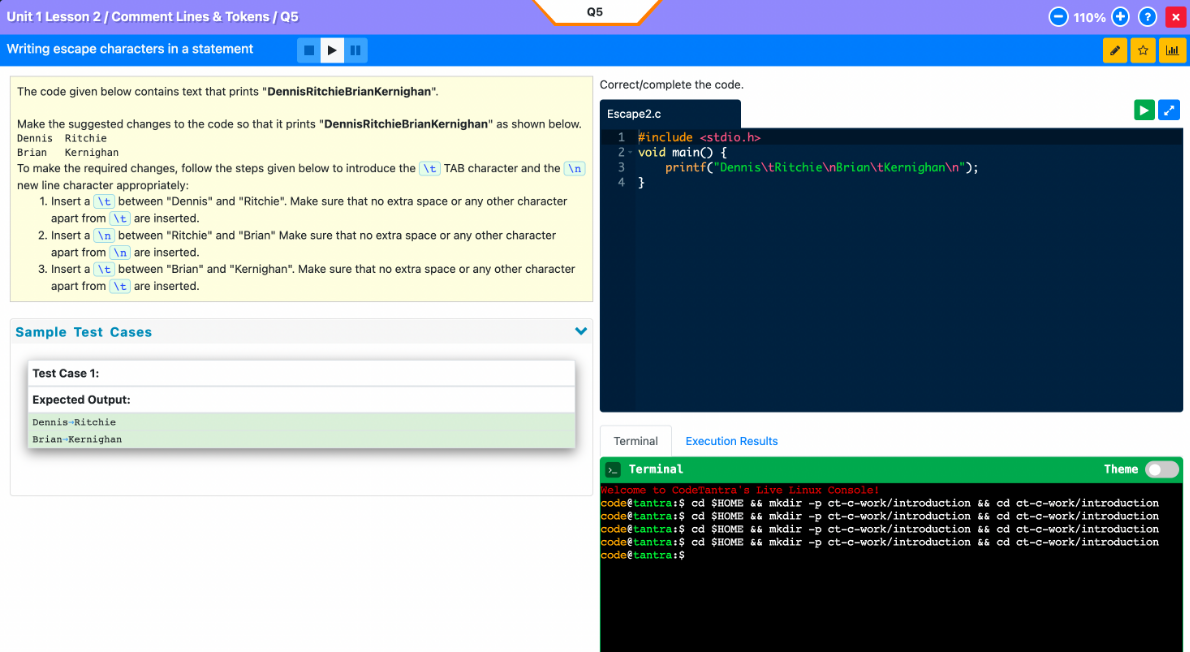 Unit 1 Lesson 2 / Comment Lines & Tokens / Q5
Q5
110%
?
Writing escape characters in a statement
The code given below contains text that prints "DennisRitchieBrianKernighan".
Make the suggested changes to the code so that it prints "DennisRitchieBrianKernighan" as shown below.
Dennis  Ritchie
Brian   Kernighan
To make the required changes, follow the steps given below to introduce the \t TAB character and the \n
new line character appropriately:
1. Insert a \t between "Dennis" and "Ritchie". Make sure that no extra space or any other character
apart from \t are inserted.
2. Insert a \n between "Ritchie" and "Brian" Make sure that no extra space or any other character
apart from \n are inserted.
3. Insert a \t between "Brian" and "Kernighan". Make sure that no extra space or any other character
apart from \t are inserted.
Sample Test Cases
Test Case 1:
Expected Output:
Dennis→Ritchie
Brian→Kernighan
Correct/complete the code.
Escape2.c
1 #include <stdio.h>
2 void main() {
3     printf("Dennis\tRitchie\nBrian\tKernighan\n");
4 }
Terminal
Execution Results
>_ Terminal
Theme
Welcome to CodeTantra's Live Linux Console!
code@tantra:$ cd $HOME && mkdir -p ct-c-work/introduction && cd ct-c-work/introduction
code@tantra:$ cd $HOME && mkdir -p ct-c-work/introduction && cd ct-c-work/introduction
code@tantra:$ cd $HOME && mkdir -p ct-c-work/introduction && cd ct-c-work/introduction
code@tantra:$ cd $HOME && mkdir -p ct-c-work/introduction && cd ct-c-work/introduction
code@tantra:$